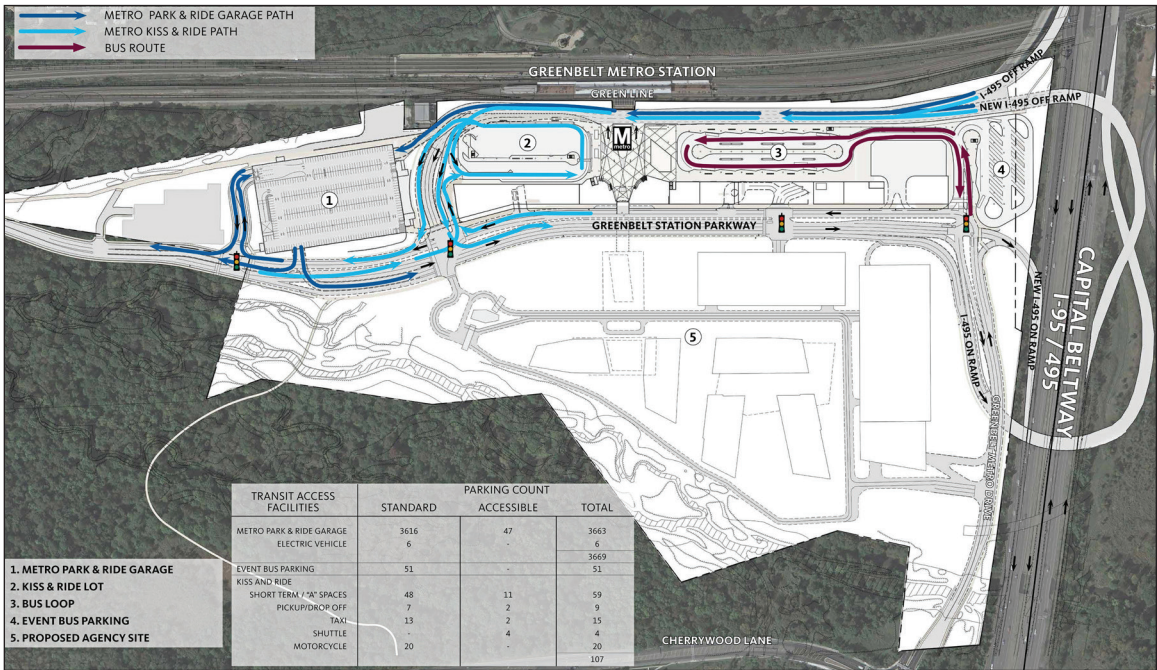 METRO PARK & RIDE GARAGE PATH
METRO KISS & RIDE PATH
BUS ROUTE
GREENBELT METRO STATION
GREEN LINE
I-495 OFF RAMP
NEW I-495 OFF RAMP
M
metro
1
2
3
4
5
GREENBELT STATION PARKWAY
CAPITAL BELTWAY
I-95 / 495
NEW I-495 ON RAMP
I-495 ON RAMP
GREENBELT METRO DRIVE
CHERRYWOOD LANE
TRANSIT ACCESS FACILITIES PARKING COUNT
STANDARD ACCESSIBLE TOTAL
METRO PARK & RIDE GARAGE 3616 47 3663
ELECTRIC VEHICLE 6 - 6
3669
EVENT BUS PARKING 51 - 51
KISS AND RIDE
SHORT TERM / "A" SPACES 48 11 59
PICKUP/DROP OFF 7 2 9
TAXI 13 2 15
SHUTTLE - 4 4
MOTORCYCLE 20 - 20
107
1. METRO PARK & RIDE GARAGE
2. KISS & RIDE LOT
3. BUS LOOP
4. EVENT BUS PARKING
5. PROPOSED AGENCY SITE